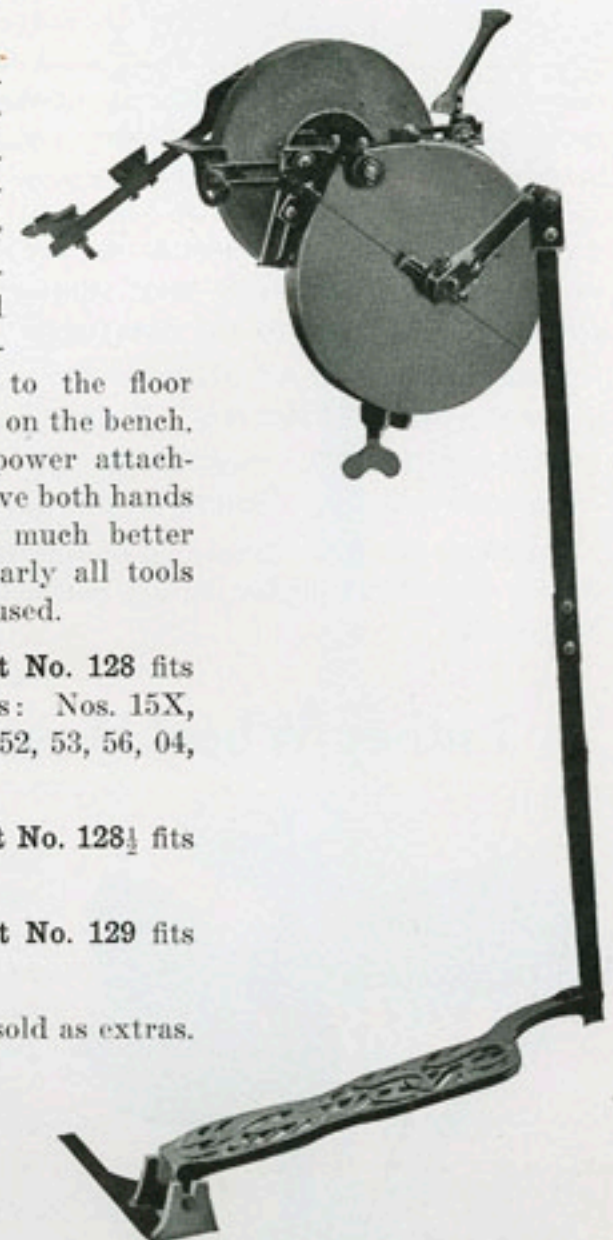 to the floor
on the bench,
power attach-
ve both hands
much better
arly all tools
used.
t No. 128 fits
s: Nos. 15X,
52, 53, 56, 04,
t No. 128½ fits
t No. 129 fits
sold as extras.